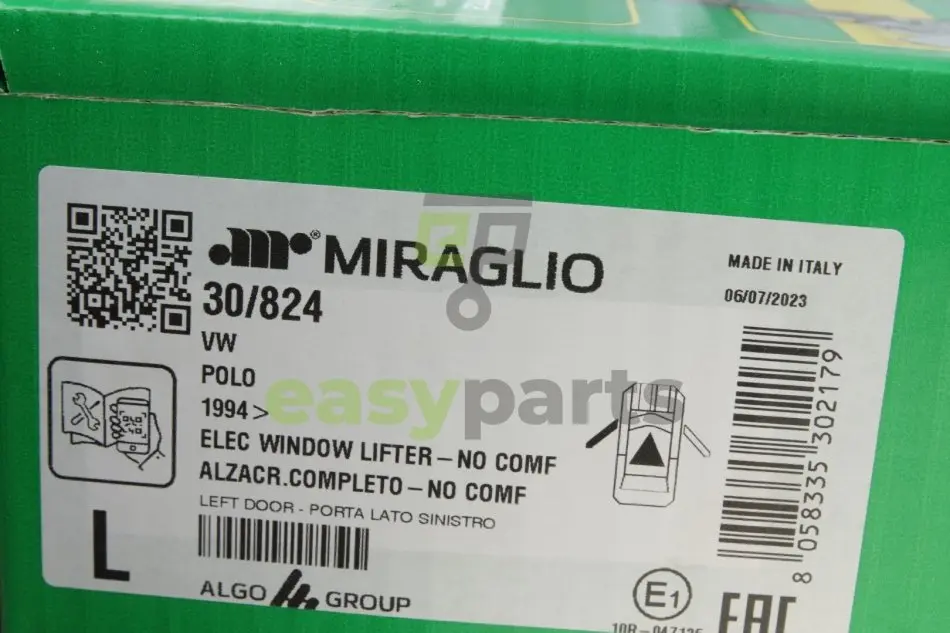 mr® MIRAGLIO
MADE IN ITALY
06/07/2023
30/824
VW
POLO
1994 >
easyparts
ELEC WINDOW LIFTER – NO COMF
ALZACR.COMPLETO – NO COMF
LEFT DOOR - PORTA LATO SINISTRO
L
ALGO GROUP
8 058335 302179
E1
EAC